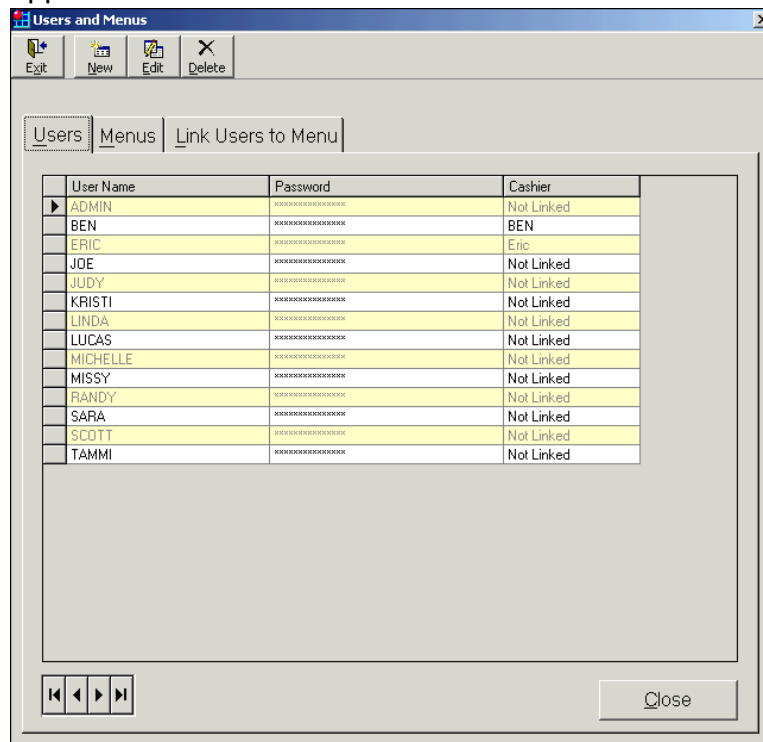 Users and Menus
Exit New Edit Delete
Users Menus Link Users to Menu
User Name Password Cashier
ADMIN *************** Not Linked
BEN *************** BEN
ERIC *************** Eric
JOE *************** Not Linked
JUDY *************** Not Linked
KRISTI *************** Not Linked
LINDA *************** Not Linked
LUCAS *************** Not Linked
MICHELLE *************** Not Linked
MISSY *************** Not Linked
RANDY *************** Not Linked
SARA *************** Not Linked
SCOTT *************** Not Linked
TAMMI *************** Not Linked
Close